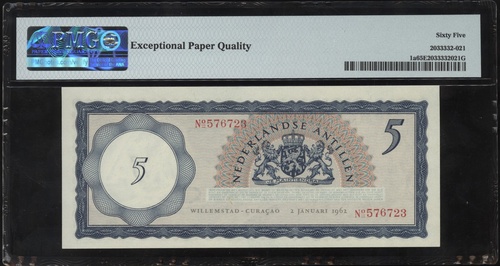 PMG
Exceptional Paper Quality
Sixty Five
2033332-021
1a65E2033332021G
Nº576723
NEDERLANDSE ANTILLEN
5
5
WILLEMSTAD - CURAÇAO 2 JANUARI 1962
Nº576723